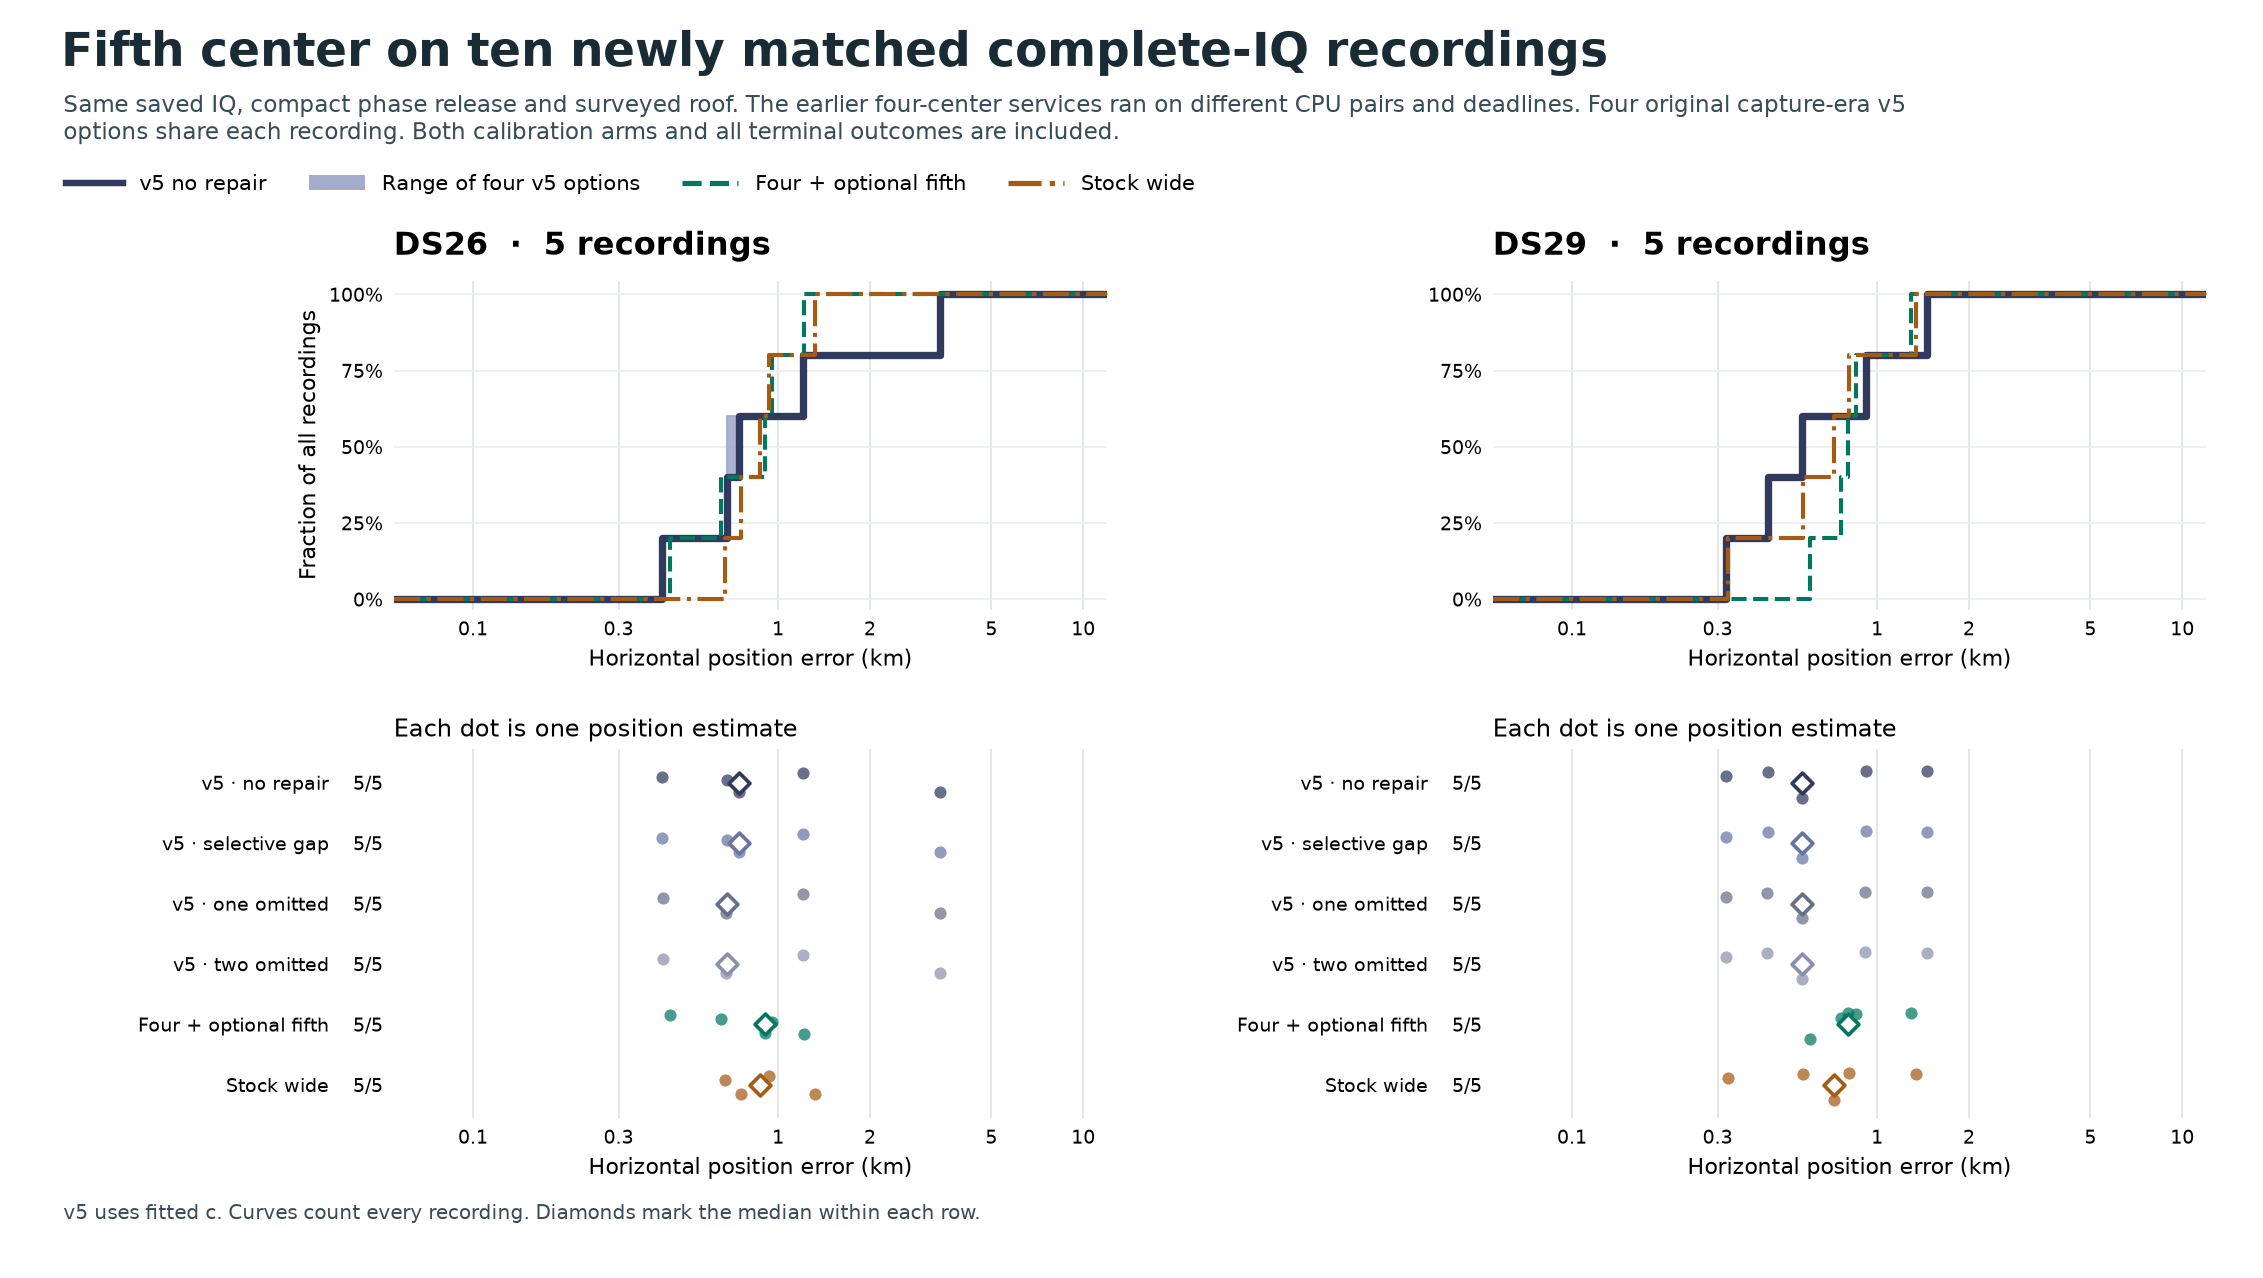 Fifth center on ten newly matched complete-IQ recordings
Same saved IQ, compact phase release and surveyed roof. The earlier four-center services ran on different CPU pairs and deadlines. Four original capture-era v5
options share each recording. Both calibration arms and all terminal outcomes are included.
v5 no repair
Range of four v5 options
Four + optional fifth
Stock wide
DS26 · 5 recordings
100%
75%
50%
25%
0%
Fraction of all recordings
0.1 0.3 1 2 5 10
Horizontal position error (km)
DS29 · 5 recordings
100%
75%
50%
25%
0%
0.1 0.3 1 2 5 10
Horizontal position error (km)
Each dot is one position estimate
v5 · no repair 5/5
v5 · selective gap 5/5
v5 · one omitted 5/5
v5 · two omitted 5/5
Four + optional fifth 5/5
Stock wide 5/5
0.1 0.3 1 2 5 10
Horizontal position error (km)
Each dot is one position estimate
v5 · no repair 5/5
v5 · selective gap 5/5
v5 · one omitted 5/5
v5 · two omitted 5/5
Four + optional fifth 5/5
Stock wide 5/5
0.1 0.3 1 2 5 10
Horizontal position error (km)
v5 uses fitted c. Curves count every recording. Diamonds mark the median within each row.